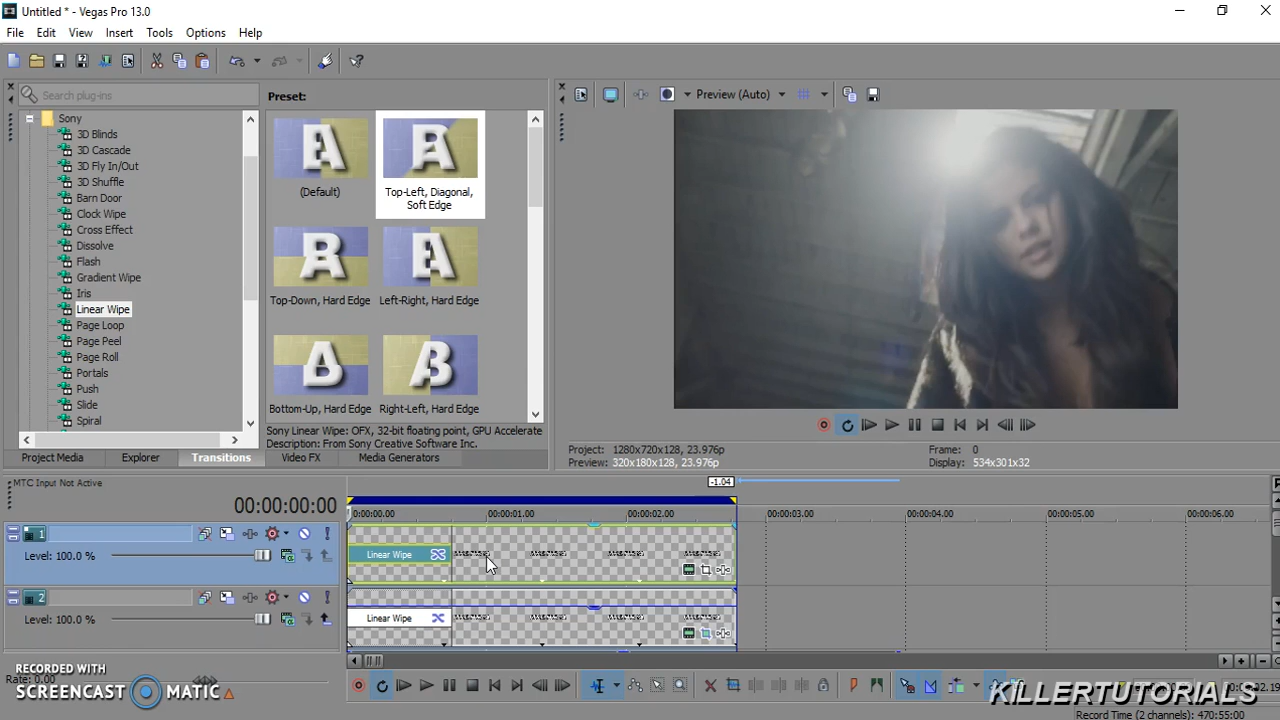 Untitled * - Vegas Pro 13.0
File Edit View Insert Tools Options Help
Search plug-ins
Preset:
Preview (Auto)
Sony
3D Blinds
3D Cascade
3D Fly In/Out
3D Shuffle
Barn Door
Clock Wipe
Cross Effect
Dissolve
Flash
Gradient Wipe
Iris
Linear Wipe
Page Loop
Page Peel
Page Roll
Portals
Push
Slide
Spiral
(Default)
Top-Left, Diagonal,
Soft Edge
Top-Down, Hard Edge
Left-Right, Hard Edge
Bottom-Up, Hard Edge
Right-Left, Hard Edge
Sony Linear Wipe: OFX, 32-bit floating point, GPU Accelerate
Description: From Sony Creative Software Inc.
Project Media Explorer Transitions Video FX Media Generators
Project: 1280x720x128, 23.976p
Preview: 320x180x128, 23.976p
Frame: 0
Display: 534x301x32
MTC Input Not Active
-1.04
00:00:00:00
0:00:00.00 00:00:01.00 00:00:02.00 00:00:03.00 00:00:04.00 00:00:05.00 00:00:06.00
1
Level: 100.0 %
Linear Wipe
2
Level: 100.0 %
Linear Wipe
RECORDED WITH
Rate: 0.00
SCREENCAST MATIC
KILLERTUTORIALS
Record Time (2 channels): 470:55:00